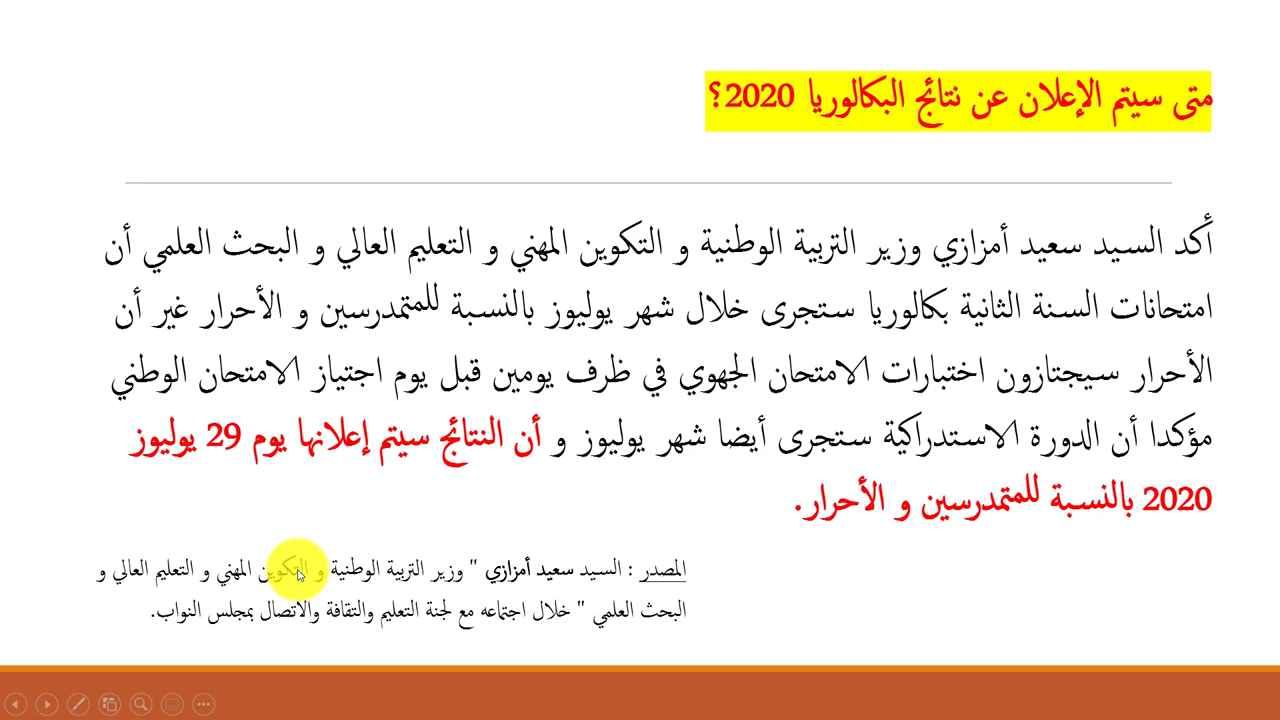 متى سيتم الإعلان عن نتائج البكالوريا 2020؟
أكد السيد سعيد أمزازي وزير التربية الوطنية و التكوين المهني و التعليم العالي و البحث العلمي أن
امتحانات السنة الثانية بكالوريا ستجرى خلال شهر يوليوز بالنسبة للمتمدرسين و الأحرار غير أن
الأحرار سيجتازون اختبارات الامتحان الجهوي في ظرف يومين قبل يوم اجتياز الامتحان الوطني
مؤكدا أن الدورة الاستدراكية ستجرى أيضا شهر يوليوز و أن النتائج سيتم إعلانها يوم 29 يوليوز
2020 بالنسبة للمتمدرسين و الأحرار.
المصدر : السيد سعيد أمزازي " وزير التربية الوطنية و التكوين المهني و التعليم العالي و
البحث العلمي " خلال اجتماعه مع لجنة التعليم والثقافة والاتصال بمجلس النواب.